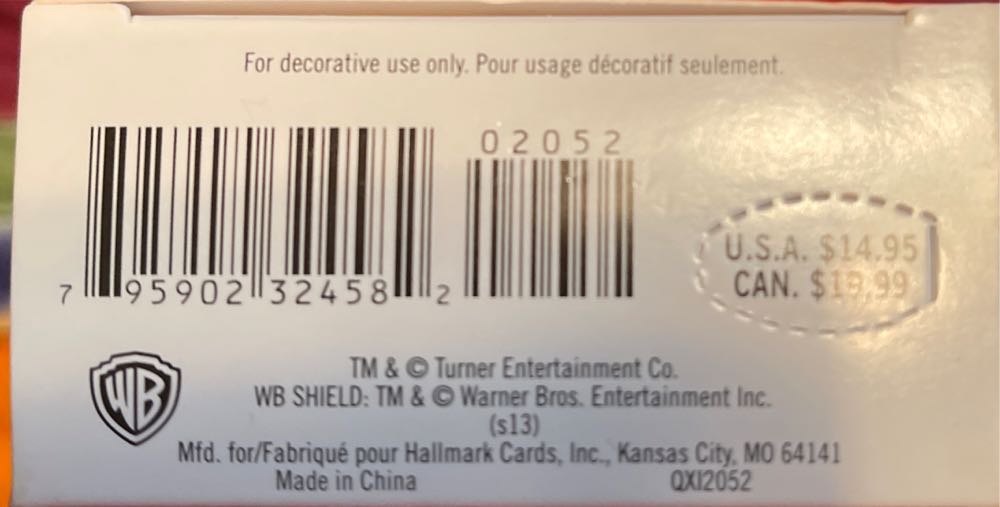 For decorative use only. Pour usage décoratif seulement.
02052
7 95902 32458 2
U.S.A. $14.95
CAN. $19.99
WB
TM & © Turner Entertainment Co.
WB SHIELD: TM & © Warner Bros. Entertainment Inc.
(s13)
Mfd. for/Fabriqué pour Hallmark Cards, Inc., Kansas City, MO 64141
Made in China QXI2052